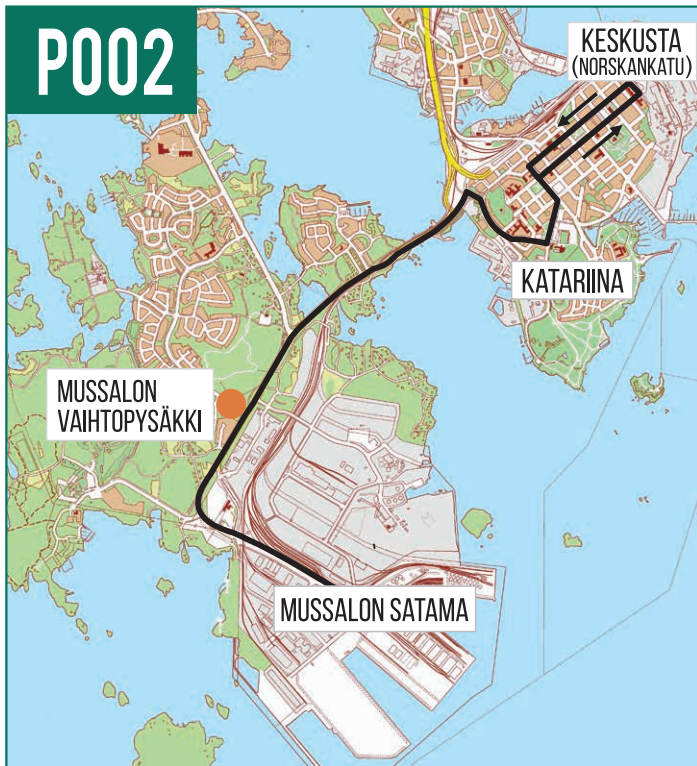 P002
KESKUSTA
(NORSKANKATU)
KATARIINA
MUSSALON
VAIHTOPYSÄKKI
MUSSALON SATAMA